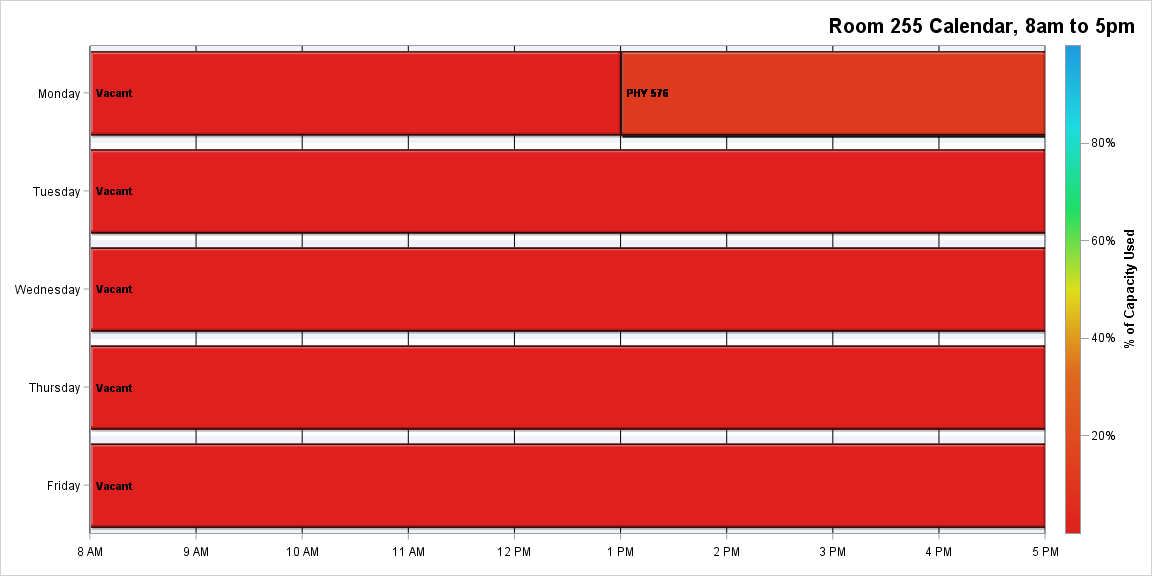 Room 255 Calendar, 8am to 5pm
Monday
Vacant
PHY 576
Tuesday
Vacant
Wednesday
Vacant
Thursday
Vacant
Friday
Vacant
8 AM 9 AM 10 AM 11 AM 12 PM 1 PM 2 PM 3 PM 4 PM 5 PM
80%
60%
40%
20%
% of Capacity Used